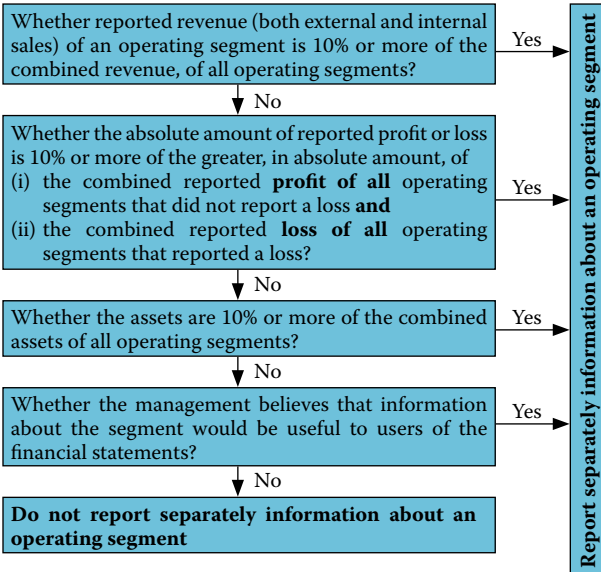 Whether reported revenue (both external and internal
sales) of an operating segment is 10% or more of the
combined revenue, of all operating segments?
Yes
No
Whether the absolute amount of reported profit or loss
is 10% or more of the greater, in absolute amount, of
(i) the combined reported profit of all operating
segments that did not report a loss and
(ii) the combined reported loss of all operating
segments that reported a loss?
Yes
No
Whether the assets are 10% or more of the combined
assets of all operating segments?
Yes
No
Whether the management believes that information
about the segment would be useful to users of the
financial statements?
Yes
No
Do not report separately information about an
operating segment
Report separately information about an operating segment